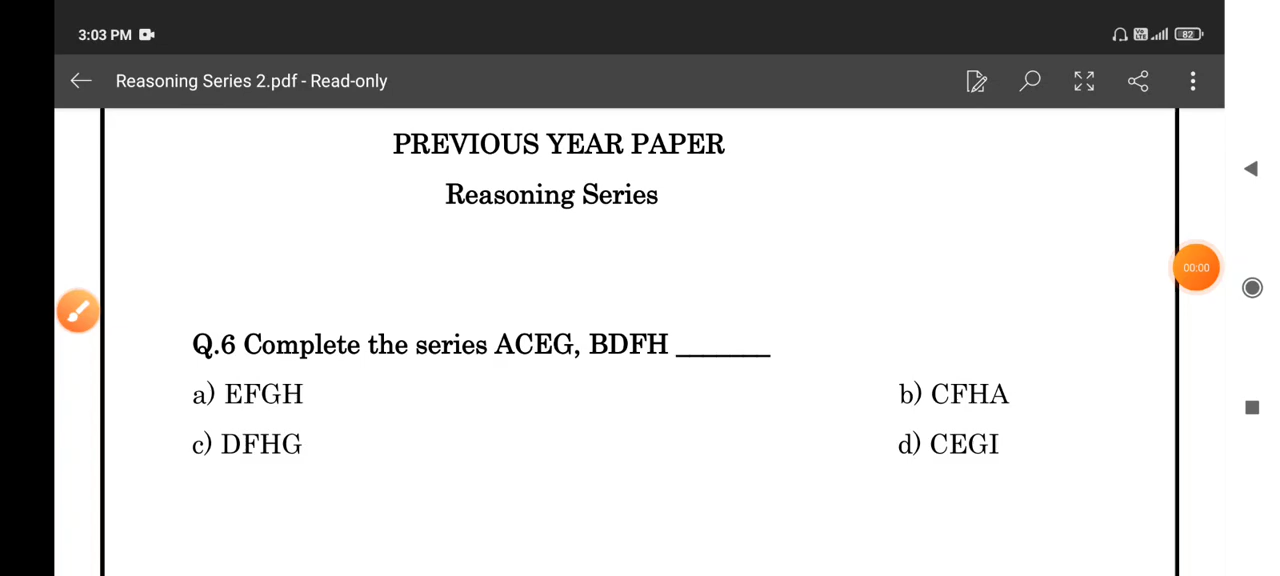 3:03 PM
82
Reasoning Series 2.pdf - Read-only
PREVIOUS YEAR PAPER
Reasoning Series
00:00
Q.6 Complete the series ACEG, BDFH _______
a) EFGH
b) CFHA
c) DFHG
d) CEGI